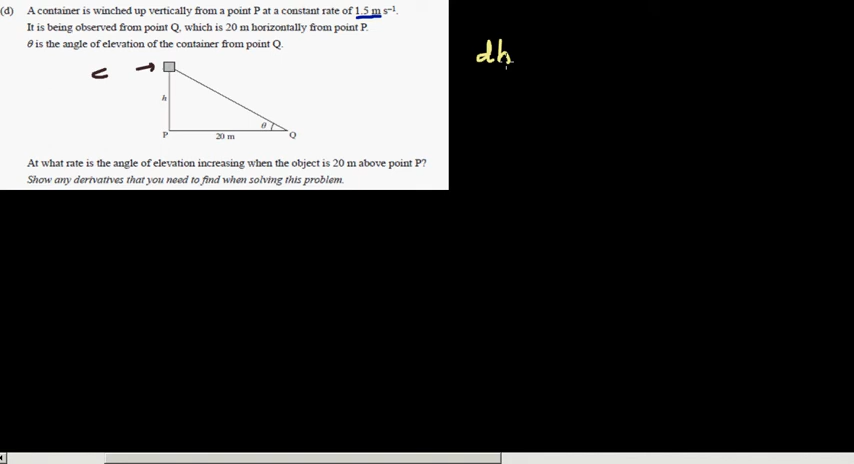 (d) A container is winched up vertically from a point P at a constant rate of 1.5 m s⁻¹.
It is being observed from point Q, which is 20 m horizontally from point P.
θ is the angle of elevation of the container from point Q.
dh
c
h
θ
P
20 m
Q
At what rate is the angle of elevation increasing when the object is 20 m above point P?
Show any derivatives that you need to find when solving this problem.